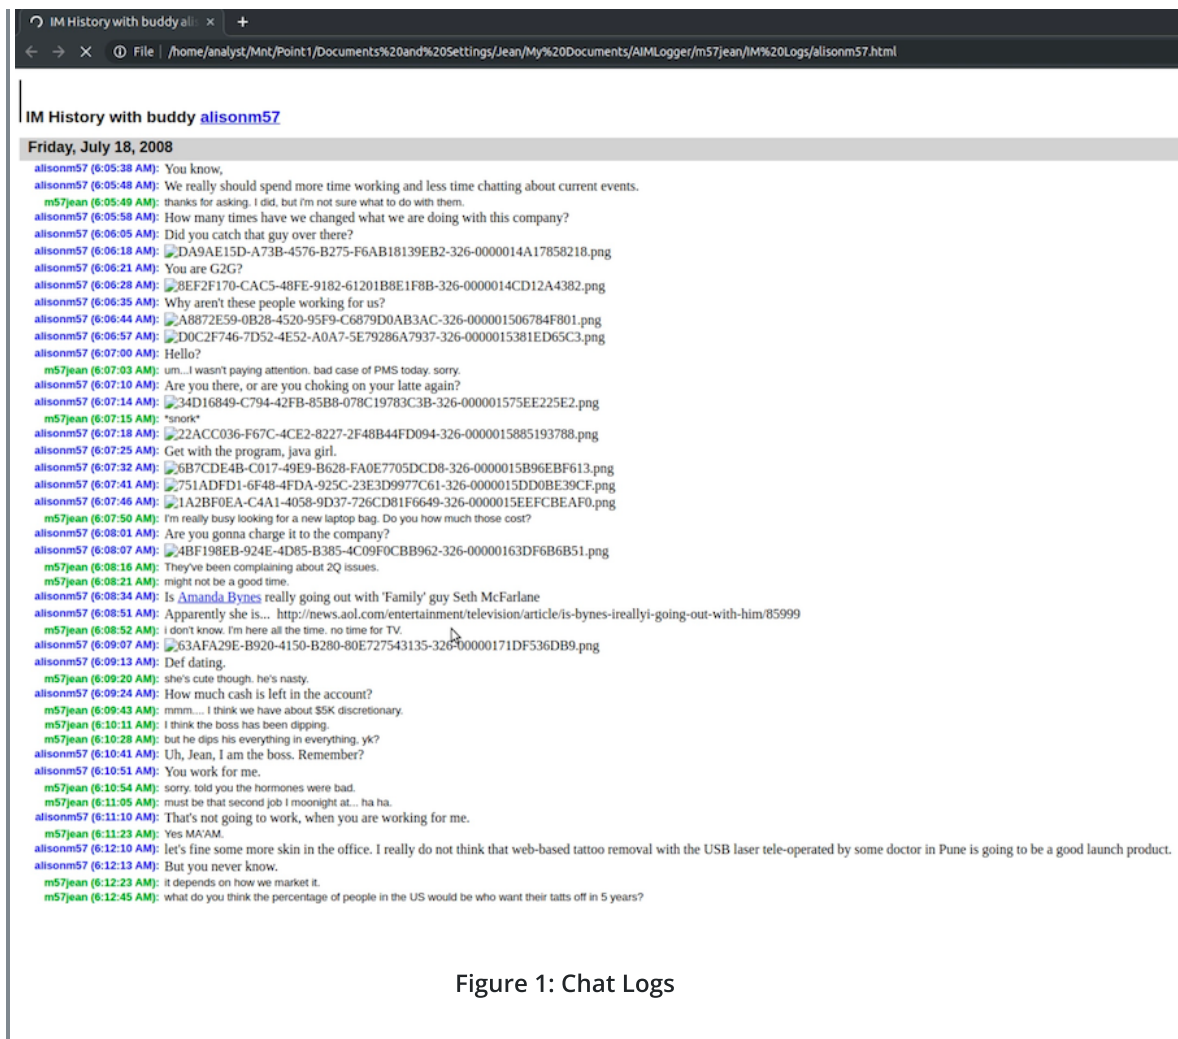 IM History with buddy ali ×
+
File | /home/analyst/Mnt/Point1/Documents%20and%20Settings/Jean/My%20Documents/AIMLogger/m57jean/IM%20Logs/alisonm57.html
IM History with buddy alisonm57
Friday, July 18, 2008
alisonm57 (6:05:38 AM): You know,
alisonm57 (6:05:48 AM): We really should spend more time working and less time chatting about current events.
m57jean (6:05:49 AM): thanks for asking. I did, but i'm not sure what to do with them.
alisonm57 (6:05:58 AM): How many times have we changed what we are doing with this company?
alisonm57 (6:06:05 AM): Did you catch that guy over there?
alisonm57 (6:06:18 AM): DA9AE15D-A73B-4576-B275-F6AB18139EB2-326-0000014A17858218.png
alisonm57 (6:06:21 AM): You are G2G?
alisonm57 (6:06:28 AM): 8EF2F170-CAC5-48FE-9182-61201B8E1F8B-326-0000014CD12A4382.png
alisonm57 (6:06:35 AM): Why aren't these people working for us?
alisonm57 (6:06:44 AM): A8872E59-0B28-4520-95F9-C6879D0AB3AC-326-000001506784F801.png
alisonm57 (6:06:57 AM): D0C2F746-7D52-4E52-A0A7-5E79286A7937-326-0000015381ED65C3.png
alisonm57 (6:07:00 AM): Hello?
m57jean (6:07:03 AM): um...I wasn't paying attention. bad case of PMS today. sorry.
alisonm57 (6:07:10 AM): Are you there, or are you choking on your latte again?
alisonm57 (6:07:14 AM): 34D16849-C794-42FB-85B8-078C19783C3B-326-000001575EE225E2.png
m57jean (6:07:15 AM): *snork*
alisonm57 (6:07:18 AM): 22ACC036-F67C-4CE2-8227-2F48B44FD094-326-0000015885193788.png
alisonm57 (6:07:25 AM): Get with the program, java girl.
alisonm57 (6:07:32 AM): 6B7CDE4B-C017-49E9-B628-FA0E7705DCD8-326-0000015B96EBF613.png
alisonm57 (6:07:41 AM): 751ADFD1-6F48-4FDA-925C-23E3D9977C61-326-0000015DD0BE39CF.png
alisonm57 (6:07:46 AM): 1A2BF0EA-C4A1-4058-9D37-726CD81F6649-326-0000015EEFCBEAF0.png
m57jean (6:07:50 AM): I'm really busy looking for a new laptop bag. Do you how much those cost?
alisonm57 (6:08:01 AM): Are you gonna charge it to the company?
alisonm57 (6:08:07 AM): 4BF198EB-924E-4D85-B385-4C09F0CBB962-326-00000163DF6B6B51.png
m57jean (6:08:16 AM): They've been complaining about 2Q issues.
m57jean (6:08:21 AM): might not be a good time.
alisonm57 (6:08:34 AM): Is Amanda Bynes really going out with 'Family' guy Seth McFarlane
alisonm57 (6:08:51 AM): Apparently she is... http://news.aol.com/entertainment/television/article/is-bynes-ireallyi-going-out-with-him/85999
m57jean (6:08:52 AM): i don't know. I'm here all the time. no time for TV.
alisonm57 (6:09:07 AM): 63AFA29E-B920-4150-B280-80E727543135-326-00000171DF536DB9.png
alisonm57 (6:09:13 AM): Def dating.
m57jean (6:09:20 AM): she's cute though. he's nasty.
alisonm57 (6:09:24 AM): How much cash is left in the account?
m57jean (6:09:43 AM): mmm.... I think we have about $5K discretionary.
m57jean (6:10:11 AM): I think the boss has been dipping.
m57jean (6:10:28 AM): but he dips his everything in everything, yk?
alisonm57 (6:10:41 AM): Uh, Jean, I am the boss. Remember?
alisonm57 (6:10:51 AM): You work for me.
m57jean (6:10:54 AM): sorry. told you the hormones were bad.
m57jean (6:11:05 AM): must be that second job I moonight at... ha ha.
alisonm57 (6:11:10 AM): That's not going to work, when you are working for me.
m57jean (6:11:23 AM): Yes MA'AM.
alisonm57 (6:12:10 AM): let's fine some more skin in the office. I really do not think that web-based tattoo removal with the USB laser tele-operated by some doctor in Pune is going to be a good launch product.
alisonm57 (6:12:13 AM): But you never know.
m57jean (6:12:23 AM): it depends on how we market it.
m57jean (6:12:45 AM): what do you think the percentage of people in the US would be who want their tatts off in 5 years?
Figure 1: Chat Logs